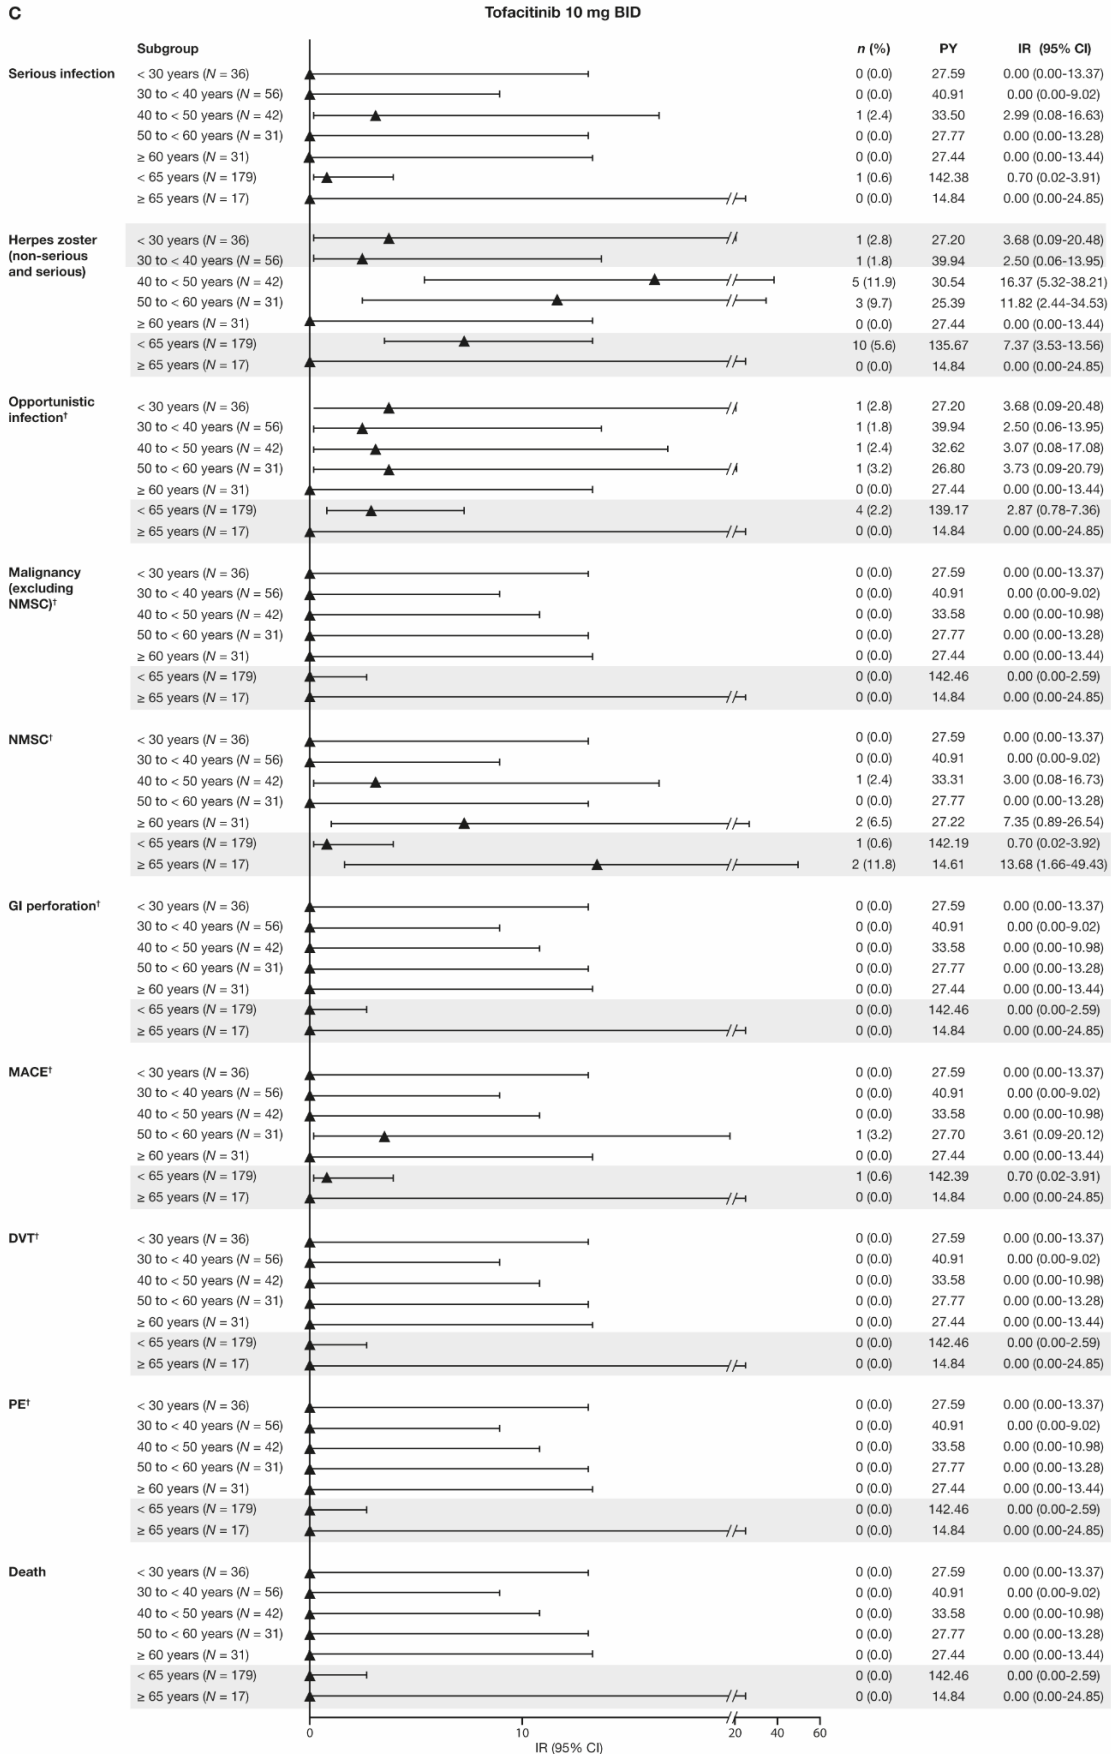 C
Tofacitinib 10 mg BID
Subgroup n (%) PY IR (95% CI)
Serious infection < 30 years (N = 36) 0 (0.0) 27.59 0.00 (0.00-13.37)
30 to < 40 years (N = 56) 0 (0.0) 40.91 0.00 (0.00-9.02)
40 to < 50 years (N = 42) 1 (2.4) 33.50 2.99 (0.08-16.63)
50 to < 60 years (N = 31) 0 (0.0) 27.77 0.00 (0.00-13.28)
≥ 60 years (N = 31) 0 (0.0) 27.44 0.00 (0.00-13.44)
< 65 years (N = 179) 1 (0.6) 142.38 0.70 (0.02-3.91)
≥ 65 years (N = 17) 0 (0.0) 14.84 0.00 (0.00-24.85)
Herpes zoster < 30 years (N = 36) 1 (2.8) 27.20 3.68 (0.09-20.48)
(non-serious 30 to < 40 years (N = 56) 1 (1.8) 39.94 2.50 (0.06-13.95)
and serious) 40 to < 50 years (N = 42) 5 (11.9) 30.54 16.37 (5.32-38.21)
50 to < 60 years (N = 31) 3 (9.7) 25.39 11.82 (2.44-34.53)
≥ 60 years (N = 31) 0 (0.0) 27.44 0.00 (0.00-13.44)
< 65 years (N = 179) 10 (5.6) 135.67 7.37 (3.53-13.56)
≥ 65 years (N = 17) 0 (0.0) 14.84 0.00 (0.00-24.85)
Opportunistic < 30 years (N = 36) 1 (2.8) 27.20 3.68 (0.09-20.48)
infection† 30 to < 40 years (N = 56) 1 (1.8) 39.94 2.50 (0.06-13.95)
40 to < 50 years (N = 42) 1 (2.4) 32.62 3.07 (0.08-17.08)
50 to < 60 years (N = 31) 1 (3.2) 26.80 3.73 (0.09-20.79)
≥ 60 years (N = 31) 0 (0.0) 27.44 0.00 (0.00-13.44)
< 65 years (N = 179) 4 (2.2) 139.17 2.87 (0.78-7.36)
≥ 65 years (N = 17) 0 (0.0) 14.84 0.00 (0.00-24.85)
Malignancy < 30 years (N = 36) 0 (0.0) 27.59 0.00 (0.00-13.37)
(excluding 30 to < 40 years (N = 56) 0 (0.0) 40.91 0.00 (0.00-9.02)
NMSC)† 40 to < 50 years (N = 42) 0 (0.0) 33.58 0.00 (0.00-10.98)
50 to < 60 years (N = 31) 0 (0.0) 27.77 0.00 (0.00-13.28)
≥ 60 years (N = 31) 0 (0.0) 27.44 0.00 (0.00-13.44)
< 65 years (N = 179) 0 (0.0) 142.46 0.00 (0.00-2.59)
≥ 65 years (N = 17) 0 (0.0) 14.84 0.00 (0.00-24.85)
NMSC† < 30 years (N = 36) 0 (0.0) 27.59 0.00 (0.00-13.37)
30 to < 40 years (N = 56) 0 (0.0) 40.91 0.00 (0.00-9.02)
40 to < 50 years (N = 42) 1 (2.4) 33.31 3.00 (0.08-16.73)
50 to < 60 years (N = 31) 0 (0.0) 27.77 0.00 (0.00-13.28)
≥ 60 years (N = 31) 2 (6.5) 27.22 7.35 (0.89-26.54)
< 65 years (N = 179) 1 (0.6) 142.19 0.70 (0.02-3.92)
≥ 65 years (N = 17) 2 (11.8) 14.61 13.68 (1.66-49.43)
GI perforation† < 30 years (N = 36) 0 (0.0) 27.59 0.00 (0.00-13.37)
30 to < 40 years (N = 56) 0 (0.0) 40.91 0.00 (0.00-9.02)
40 to < 50 years (N = 42) 0 (0.0) 33.58 0.00 (0.00-10.98)
50 to < 60 years (N = 31) 0 (0.0) 27.77 0.00 (0.00-13.28)
≥ 60 years (N = 31) 0 (0.0) 27.44 0.00 (0.00-13.44)
< 65 years (N = 179) 0 (0.0) 142.46 0.00 (0.00-2.59)
≥ 65 years (N = 17) 0 (0.0) 14.84 0.00 (0.00-24.85)
MACE† < 30 years (N = 36) 0 (0.0) 27.59 0.00 (0.00-13.37)
30 to < 40 years (N = 56) 0 (0.0) 40.91 0.00 (0.00-9.02)
40 to < 50 years (N = 42) 0 (0.0) 33.58 0.00 (0.00-10.98)
50 to < 60 years (N = 31) 1 (3.2) 27.70 3.61 (0.09-20.12)
≥ 60 years (N = 31) 0 (0.0) 27.44 0.00 (0.00-13.44)
< 65 years (N = 179) 1 (0.6) 142.39 0.70 (0.02-3.91)
≥ 65 years (N = 17) 0 (0.0) 14.84 0.00 (0.00-24.85)
DVT† < 30 years (N = 36) 0 (0.0) 27.59 0.00 (0.00-13.37)
30 to < 40 years (N = 56) 0 (0.0) 40.91 0.00 (0.00-9.02)
40 to < 50 years (N = 42) 0 (0.0) 33.58 0.00 (0.00-10.98)
50 to < 60 years (N = 31) 0 (0.0) 27.77 0.00 (0.00-13.28)
≥ 60 years (N = 31) 0 (0.0) 27.44 0.00 (0.00-13.44)
< 65 years (N = 179) 0 (0.0) 142.46 0.00 (0.00-2.59)
≥ 65 years (N = 17) 0 (0.0) 14.84 0.00 (0.00-24.85)
PE† < 30 years (N = 36) 0 (0.0) 27.59 0.00 (0.00-13.37)
30 to < 40 years (N = 56) 0 (0.0) 40.91 0.00 (0.00-9.02)
40 to < 50 years (N = 42) 0 (0.0) 33.58 0.00 (0.00-10.98)
50 to < 60 years (N = 31) 0 (0.0) 27.77 0.00 (0.00-13.28)
≥ 60 years (N = 31) 0 (0.0) 27.44 0.00 (0.00-13.44)
< 65 years (N = 179) 0 (0.0) 142.46 0.00 (0.00-2.59)
≥ 65 years (N = 17) 0 (0.0) 14.84 0.00 (0.00-24.85)
Death < 30 years (N = 36) 0 (0.0) 27.59 0.00 (0.00-13.37)
30 to < 40 years (N = 56) 0 (0.0) 40.91 0.00 (0.00-9.02)
40 to < 50 years (N = 42) 0 (0.0) 33.58 0.00 (0.00-10.98)
50 to < 60 years (N = 31) 0 (0.0) 27.77 0.00 (0.00-13.28)
≥ 60 years (N = 31) 0 (0.0) 27.44 0.00 (0.00-13.44)
< 65 years (N = 179) 0 (0.0) 142.46 0.00 (0.00-2.59)
≥ 65 years (N = 17) 0 (0.0) 14.84 0.00 (0.00-24.85)
0 10 20 40 60
IR (95% CI)